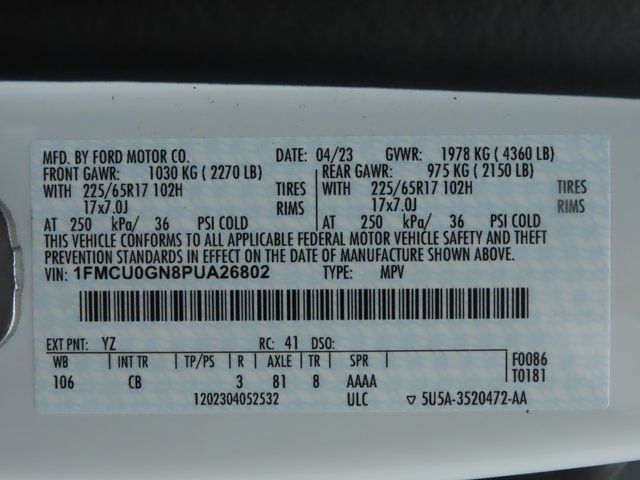 MFD. BY FORD MOTOR CO. DATE: 04/23 GVWR: 1978 KG ( 4360 LB)
FRONT GAWR: 1030 KG ( 2270 LB) REAR GAWR: 975 KG ( 2150 LB)
WITH 225/65R17 102H TIRES WITH 225/65R17 102H TIRES
17x7.0J RIMS 17x7.0J RIMS
AT 250 kPa/ 36 PSI COLD AT 250 kPa/ 36 PSI COLD
THIS VEHICLE CONFORMS TO ALL APPLICABLE FEDERAL MOTOR VEHICLE SAFETY AND THEFT
PREVENTION STANDARDS IN EFFECT ON THE DATE OF MANUFACTURE SHOWN ABOVE.
VIN: 1FMCU0GN8PUA26802 TYPE: MPV
EXT PNT: YZ RC: 41 DSO:
WB INT TR TP/PS R AXLE TR SPR F0086
106 CB 3 81 8 AAAA T0181
1202304052532 ULC ▽ 5U5A-3520472-AA